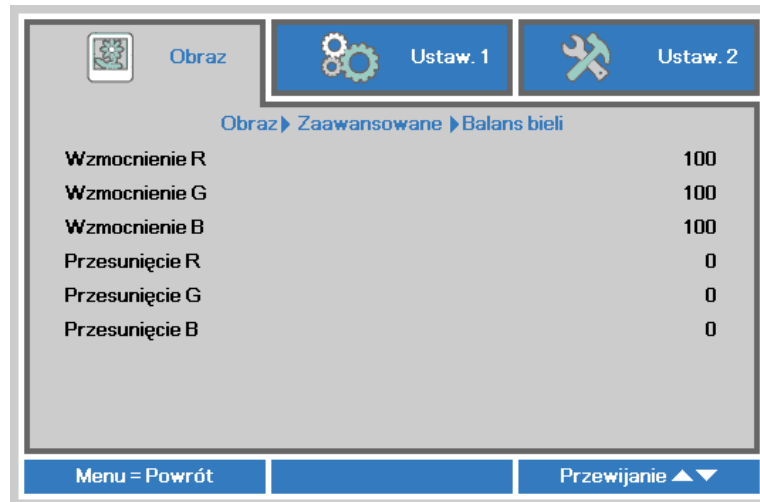 Obraz Ustaw. 1 Ustaw. 2
Obraz Zaawansowane Balans bieli
Wzmocnienie R 100
Wzmocnienie G 100
Wzmocnienie B 100
Przesunięcie R 0
Przesunięcie G 0
Przesunięcie B 0
Menu = Powrót Przewijanie